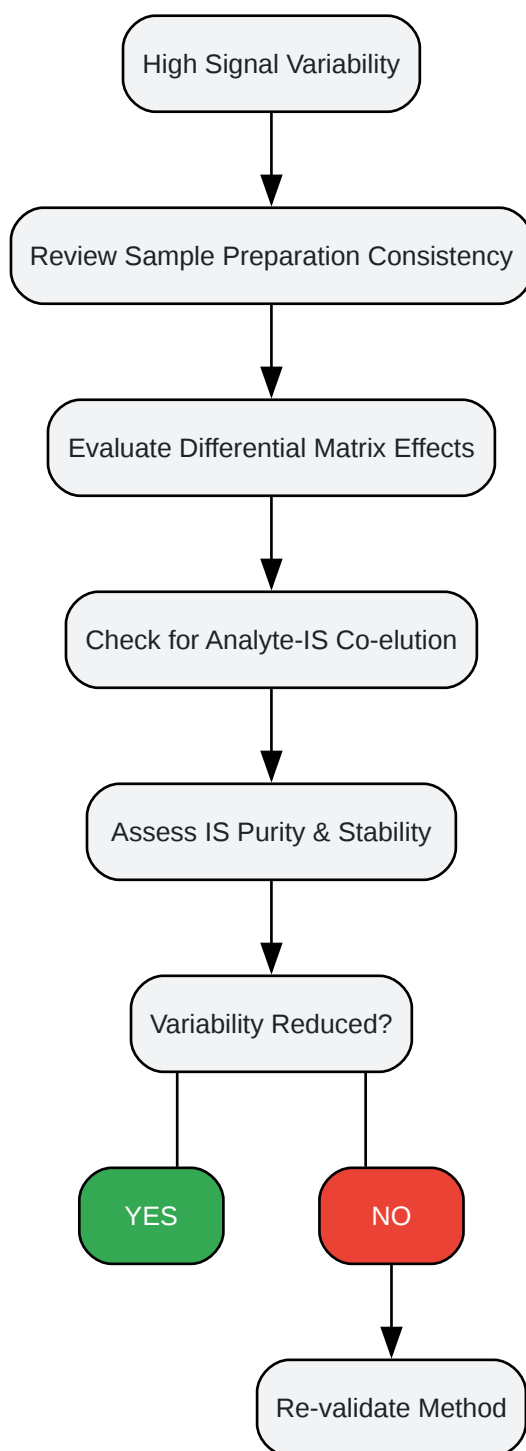 High Signal Variability
Review Sample Preparation Consistency
Evaluate Differential Matrix Effects
Check for Analyte-IS Co-elution
Assess IS Purity & Stability
Variability Reduced?
YES
NO
Re-validate Method